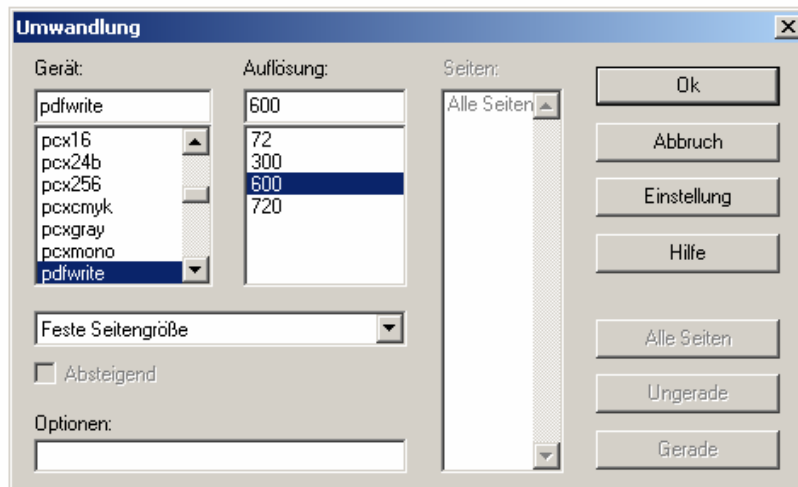 Umwandlung
Gerät:
pdfwrite
pcx16
pcx24b
pcx256
pcxcmyk
pcxgray
pcxmono
pdfwrite
Feste Seitengröße
Absteigend
Optionen:
Auflösung:
600
72
300
600
720
Seiten:
Alle Seiten
Ok
Abbruch
Einstellung
Hilfe
Alle Seiten
Ungerade
Gerade